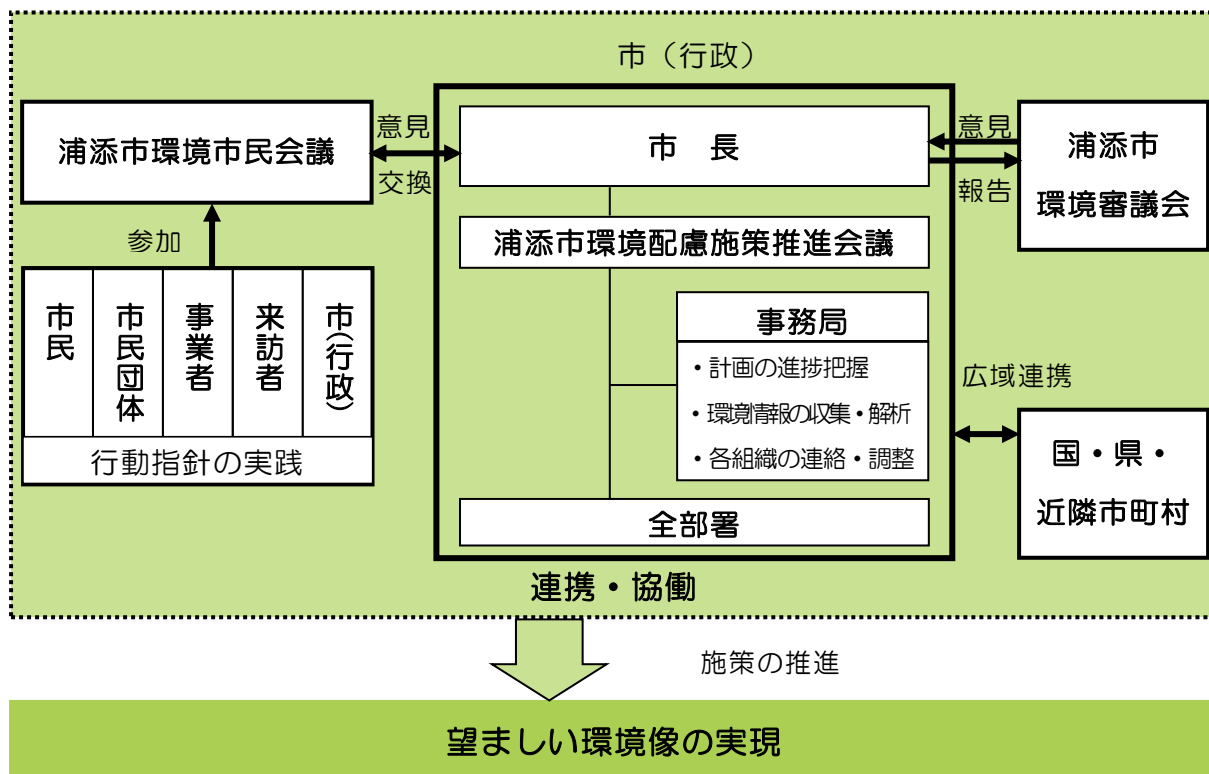 市（行政）
浦添市環境市民会議
意見
交換
市　長
意見
報告
浦添市
環境審議会
参加
浦添市環境配慮施策推進会議
市民
市民団体
事業者
来訪者
市(行政)
行動指針の実践
事務局
・計画の進捗把握
・環境情報の収集・解析
・各組織の連絡・調整
広域連携
国・県・
近隣市町村
全部署
連携・協働
施策の推進
望ましい環境像の実現